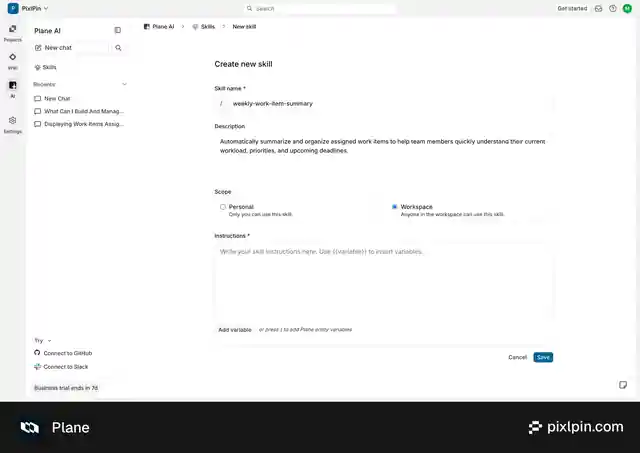 PixlPin
Search
Get started
M
Projects
Wiki
AI
Settings
Plane AI
New chat
Skills
Recents
New Chat
What Can I Build And Manag...
Displaying Work Items Assig...
Try
Connect to GitHub
Connect to Slack
Business trial ends in 7d
Plane AI > Skills > New skill
Create new skill
Skill name *
/ weekly-work-item-summary
Description
Automatically summarize and organize assigned work items to help team members quickly understand their current
workload, priorities, and upcoming deadlines.
Scope
Personal
Only you can use this skill.
Workspace
Anyone in the workspace can use this skill.
Instructions *
Write your skill instructions here. Use {{variable}} to insert variables.
Add variable or press / to add Plane entity variables
Cancel Save
Plane
pixlpin.com